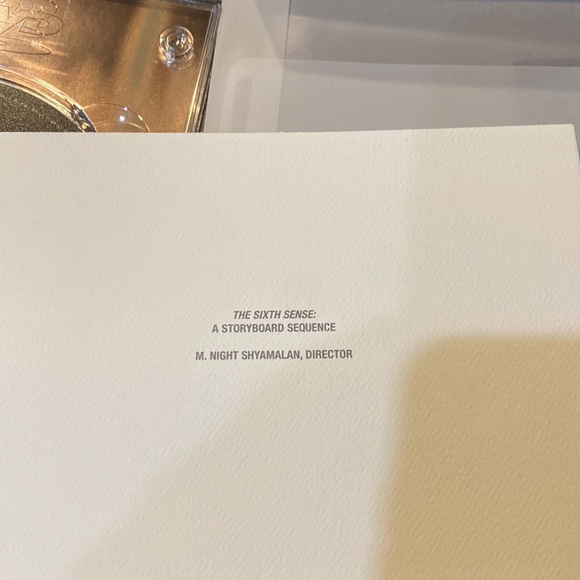 THE SIXTH SENSE:
A STORYBOARD SEQUENCE
M. NIGHT SHYAMALAN, DIRECTOR